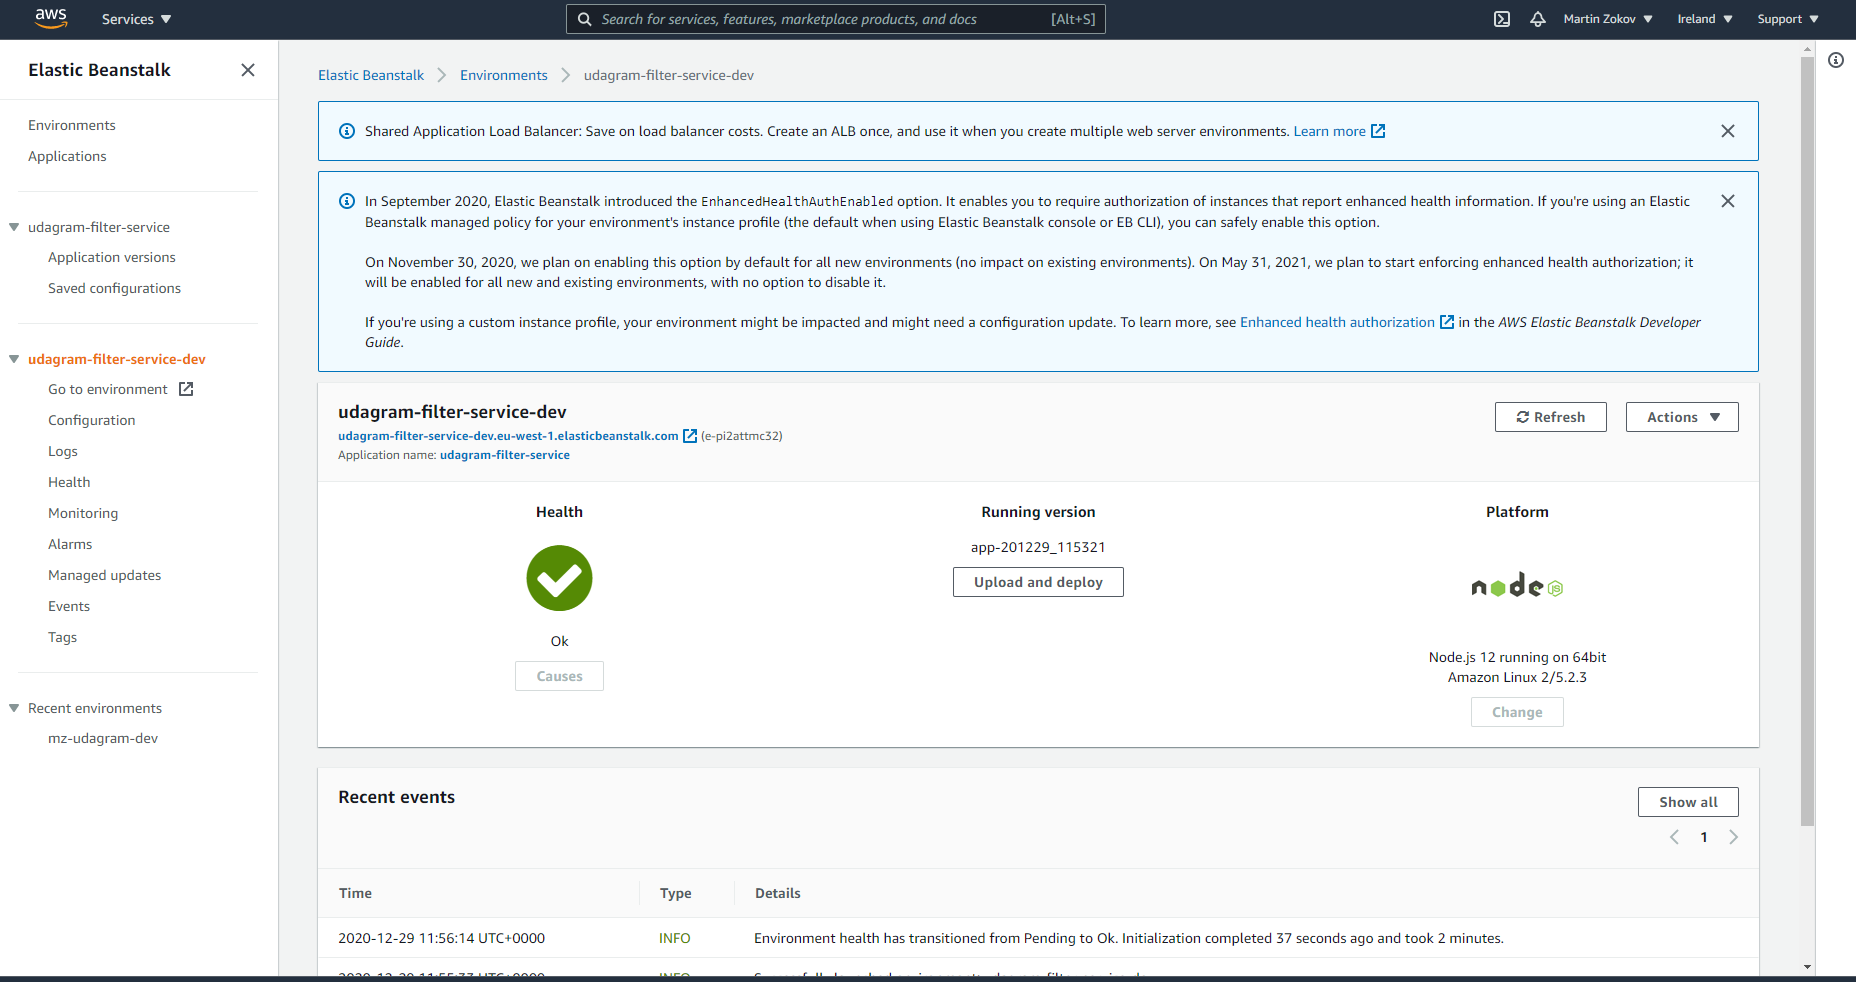 aws
Services
Search for services, features, marketplace products, and docs [Alt+S]
Martin Zokov
Ireland
Support
Elastic Beanstalk
Environments
Applications
udagram-filter-service
Application versions
Saved configurations
udagram-filter-service-dev
Go to environment
Configuration
Logs
Health
Monitoring
Alarms
Managed updates
Events
Tags
Recent environments
mz-udagram-dev
Elastic Beanstalk Environments udagram-filter-service-dev
Shared Application Load Balancer: Save on load balancer costs. Create an ALB once, and use it when you create multiple web server environments. Learn more
In September 2020, Elastic Beanstalk introduced the EnhancedHealthAuthEnabled option. It enables you to require authorization of instances that report enhanced health information. If you're using an Elastic
Beanstalk managed policy for your environment's instance profile (the default when using Elastic Beanstalk console or EB CLI), you can safely enable this option.
On November 30, 2020, we plan on enabling this option by default for all new environments (no impact on existing environments). On May 31, 2021, we plan to start enforcing enhanced health authorization; it
will be enabled for all new and existing environments, with no option to disable it.
If you're using a custom instance profile, your environment might be impacted and might need a configuration update. To learn more, see Enhanced health authorization in the AWS Elastic Beanstalk Developer
Guide.
udagram-filter-service-dev
udagram-filter-service-dev.eu-west-1.elasticbeanstalk.com (e-pi2attmc32)
Application name: udagram-filter-service
Refresh
Actions
Health
Ok
Causes
Running version
app-201229_115321
Upload and deploy
Platform
node JS
Node.js 12 running on 64bit
Amazon Linux 2/5.2.3
Change
Recent events
Show all
1
Time Type Details
2020-12-29 11:56:14 UTC+0000 INFO Environment health has transitioned from Pending to Ok. Initialization completed 37 seconds ago and took 2 minutes.
2020-12-29 11:55:33 UTC+0000 INFO